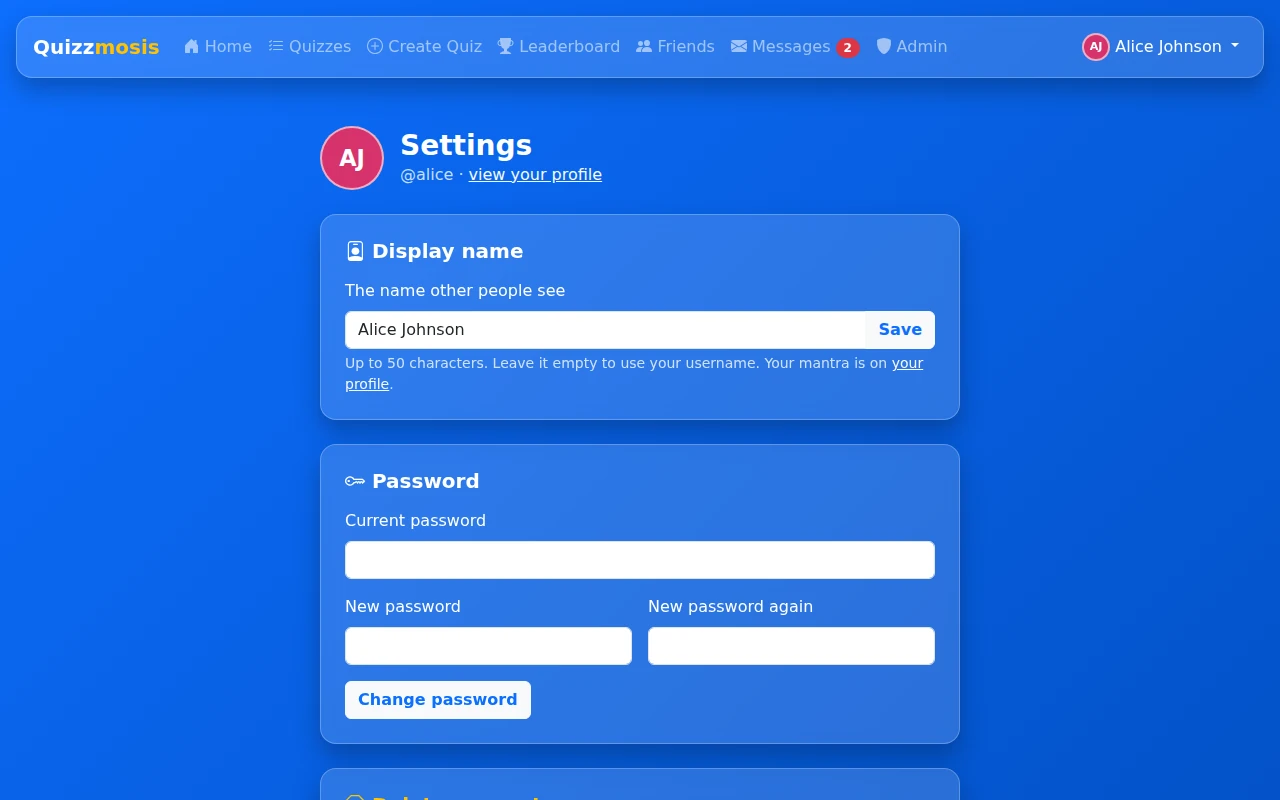 Quizzmosis Home Quizzes Create Quiz Leaderboard Friends Messages 2 Admin AJ Alice Johnson
AJ
Settings
@alice · view your profile
Display name
The name other people see
Alice Johnson Save
Up to 50 characters. Leave it empty to use your username. Your mantra is on your
profile.
Password
Current password
New password New password again
Change password